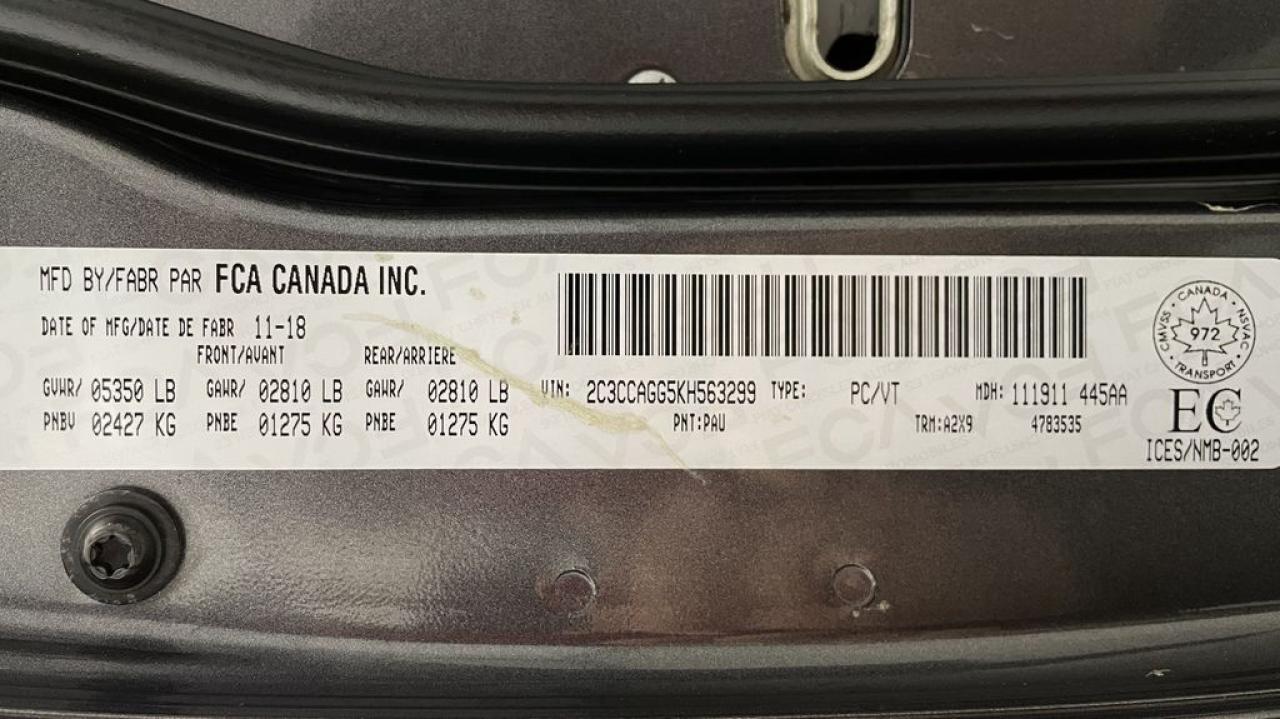 MFD BY/FABR PAR FCA CANADA INC.
DATE OF MFG/DATE DE FABR 11-18
FRONT/AVANT REAR/ARRIERE
GVWR/ 05350 LB GAWR/ 02810 LB GAWR/ 02810 LB VIN: 2C3CCAGG5KH563299 TYPE: PC/VT MDH: 111911 445AA
PNBV 02427 KG PNBE 01275 KG PNBE 01275 KG PNT:PAU TRM:A2X9 4783535
CANADA
CMVSS · NSVAC
972
TRANSPORT
EC
ICES/NMB-002